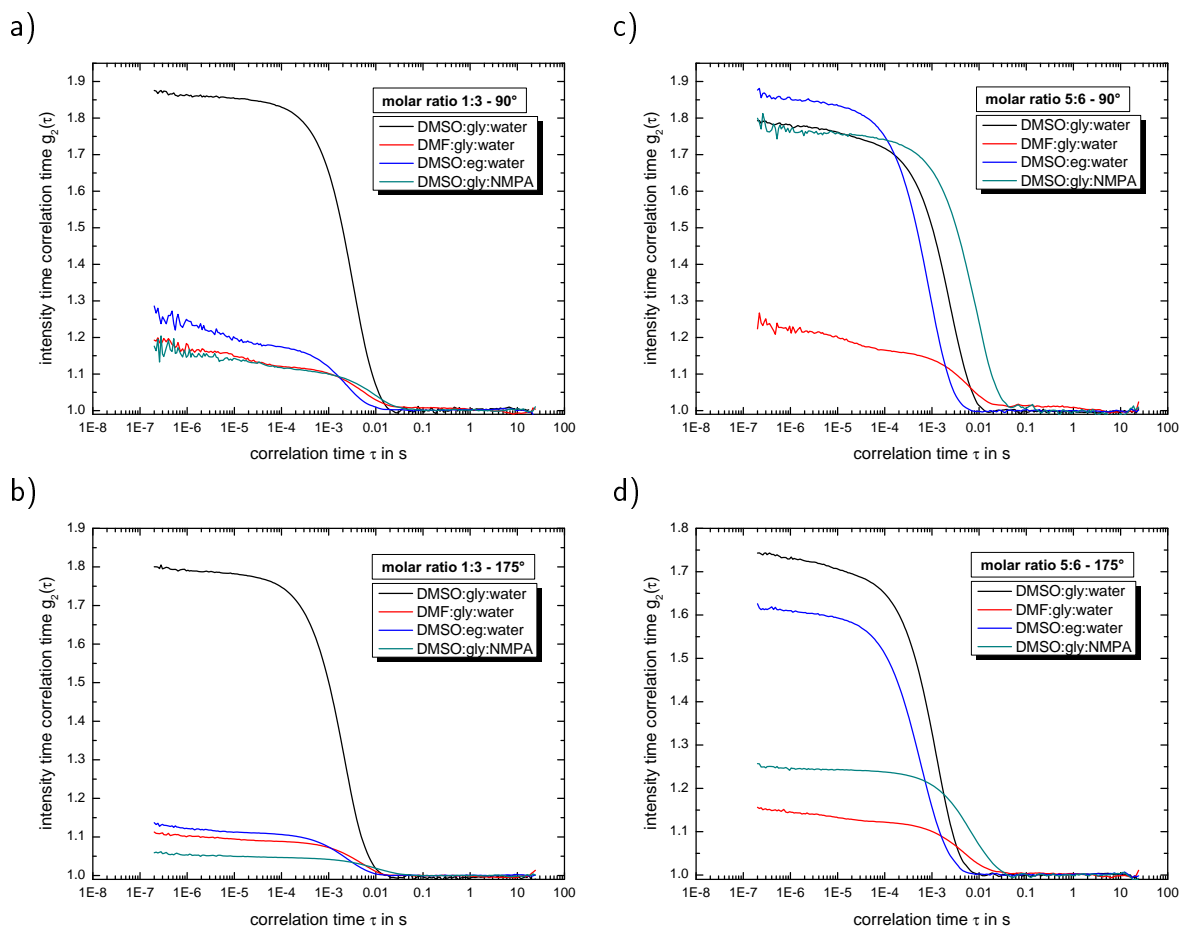 a)
molar ratio 1:3 - 90°
DMSO:gly:water
DMF:gly:water
DMSO:eg:water
DMSO:gly:NMPA
intensity time correlation time g₂(τ)
1.9
1.8
1.7
1.6
1.5
1.4
1.3
1.2
1.1
1.0
1E-8 1E-7 1E-6 1E-5 1E-4 1E-3 0.01 0.1 1 10 100
correlation time τ in s
c)
molar ratio 5:6 - 90°
DMSO:gly:water
DMF:gly:water
DMSO:eg:water
DMSO:gly:NMPA
intensity time correlation time g₂(τ)
1.9
1.8
1.7
1.6
1.5
1.4
1.3
1.2
1.1
1.0
1E-8 1E-7 1E-6 1E-5 1E-4 1E-3 0.01 0.1 1 10 100
correlation time τ in s
b)
molar ratio 1:3 - 175°
DMSO:gly:water
DMF:gly:water
DMSO:eg:water
DMSO:gly:NMPA
intensity time correlation time g₂(τ)
1.9
1.8
1.7
1.6
1.5
1.4
1.3
1.2
1.1
1.0
1E-8 1E-7 1E-6 1E-5 1E-4 1E-3 0.01 0.1 1 10 100
correlation time τ in s
d)
molar ratio 5:6 - 175°
DMSO:gly:water
DMF:gly:water
DMSO:eg:water
DMSO:gly:NMPA
intensity time correlation time g₂(τ)
1.8
1.7
1.6
1.5
1.4
1.3
1.2
1.1
1.0
1E-8 1E-7 1E-6 1E-5 1E-4 1E-3 0.01 0.1 1 10 100
correlation time τ in s